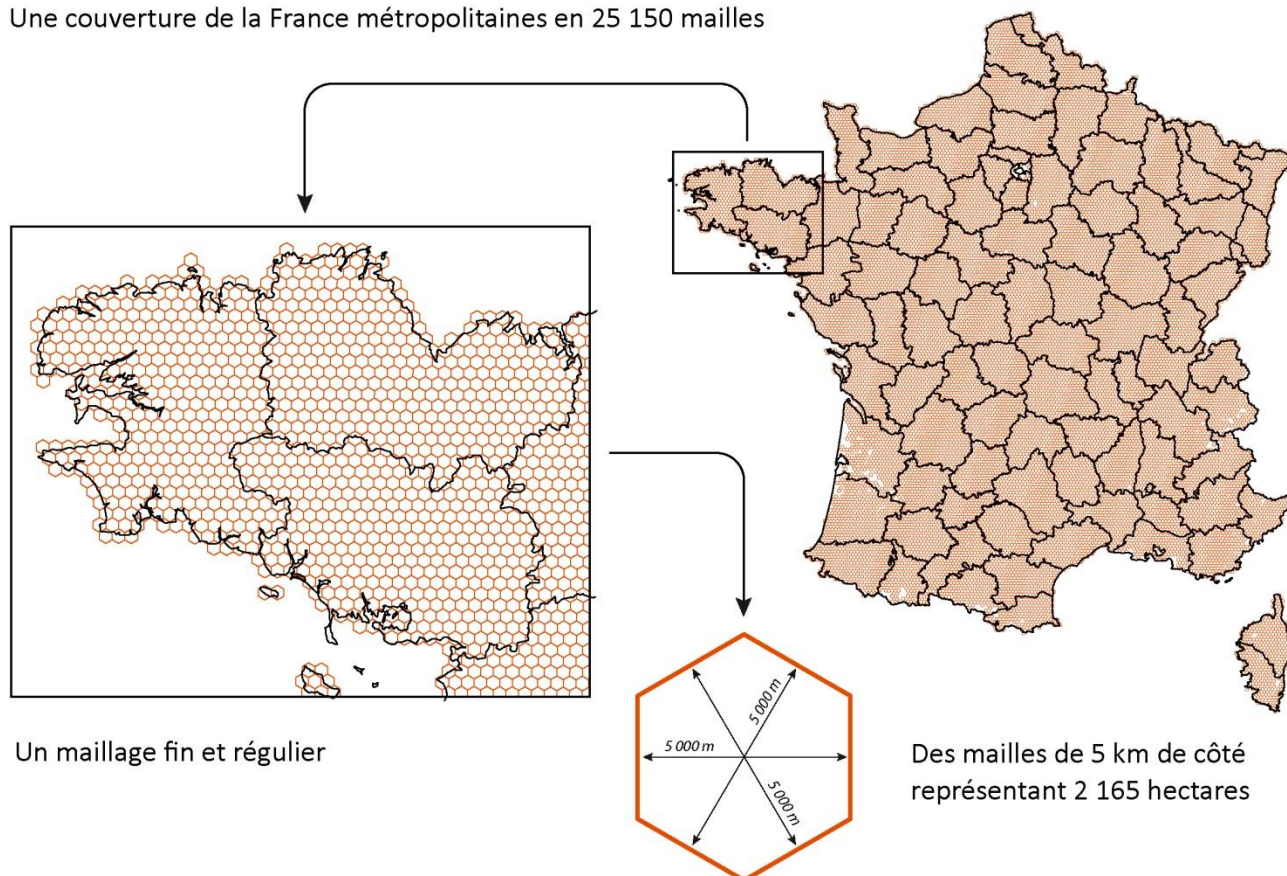 Une couverture de la France métropolitaines en 25 150 mailles
Un maillage fin et régulier
5 000 m
5 000 m
5 000 m
Des mailles de 5 km de côté
représentant 2 165 hectares